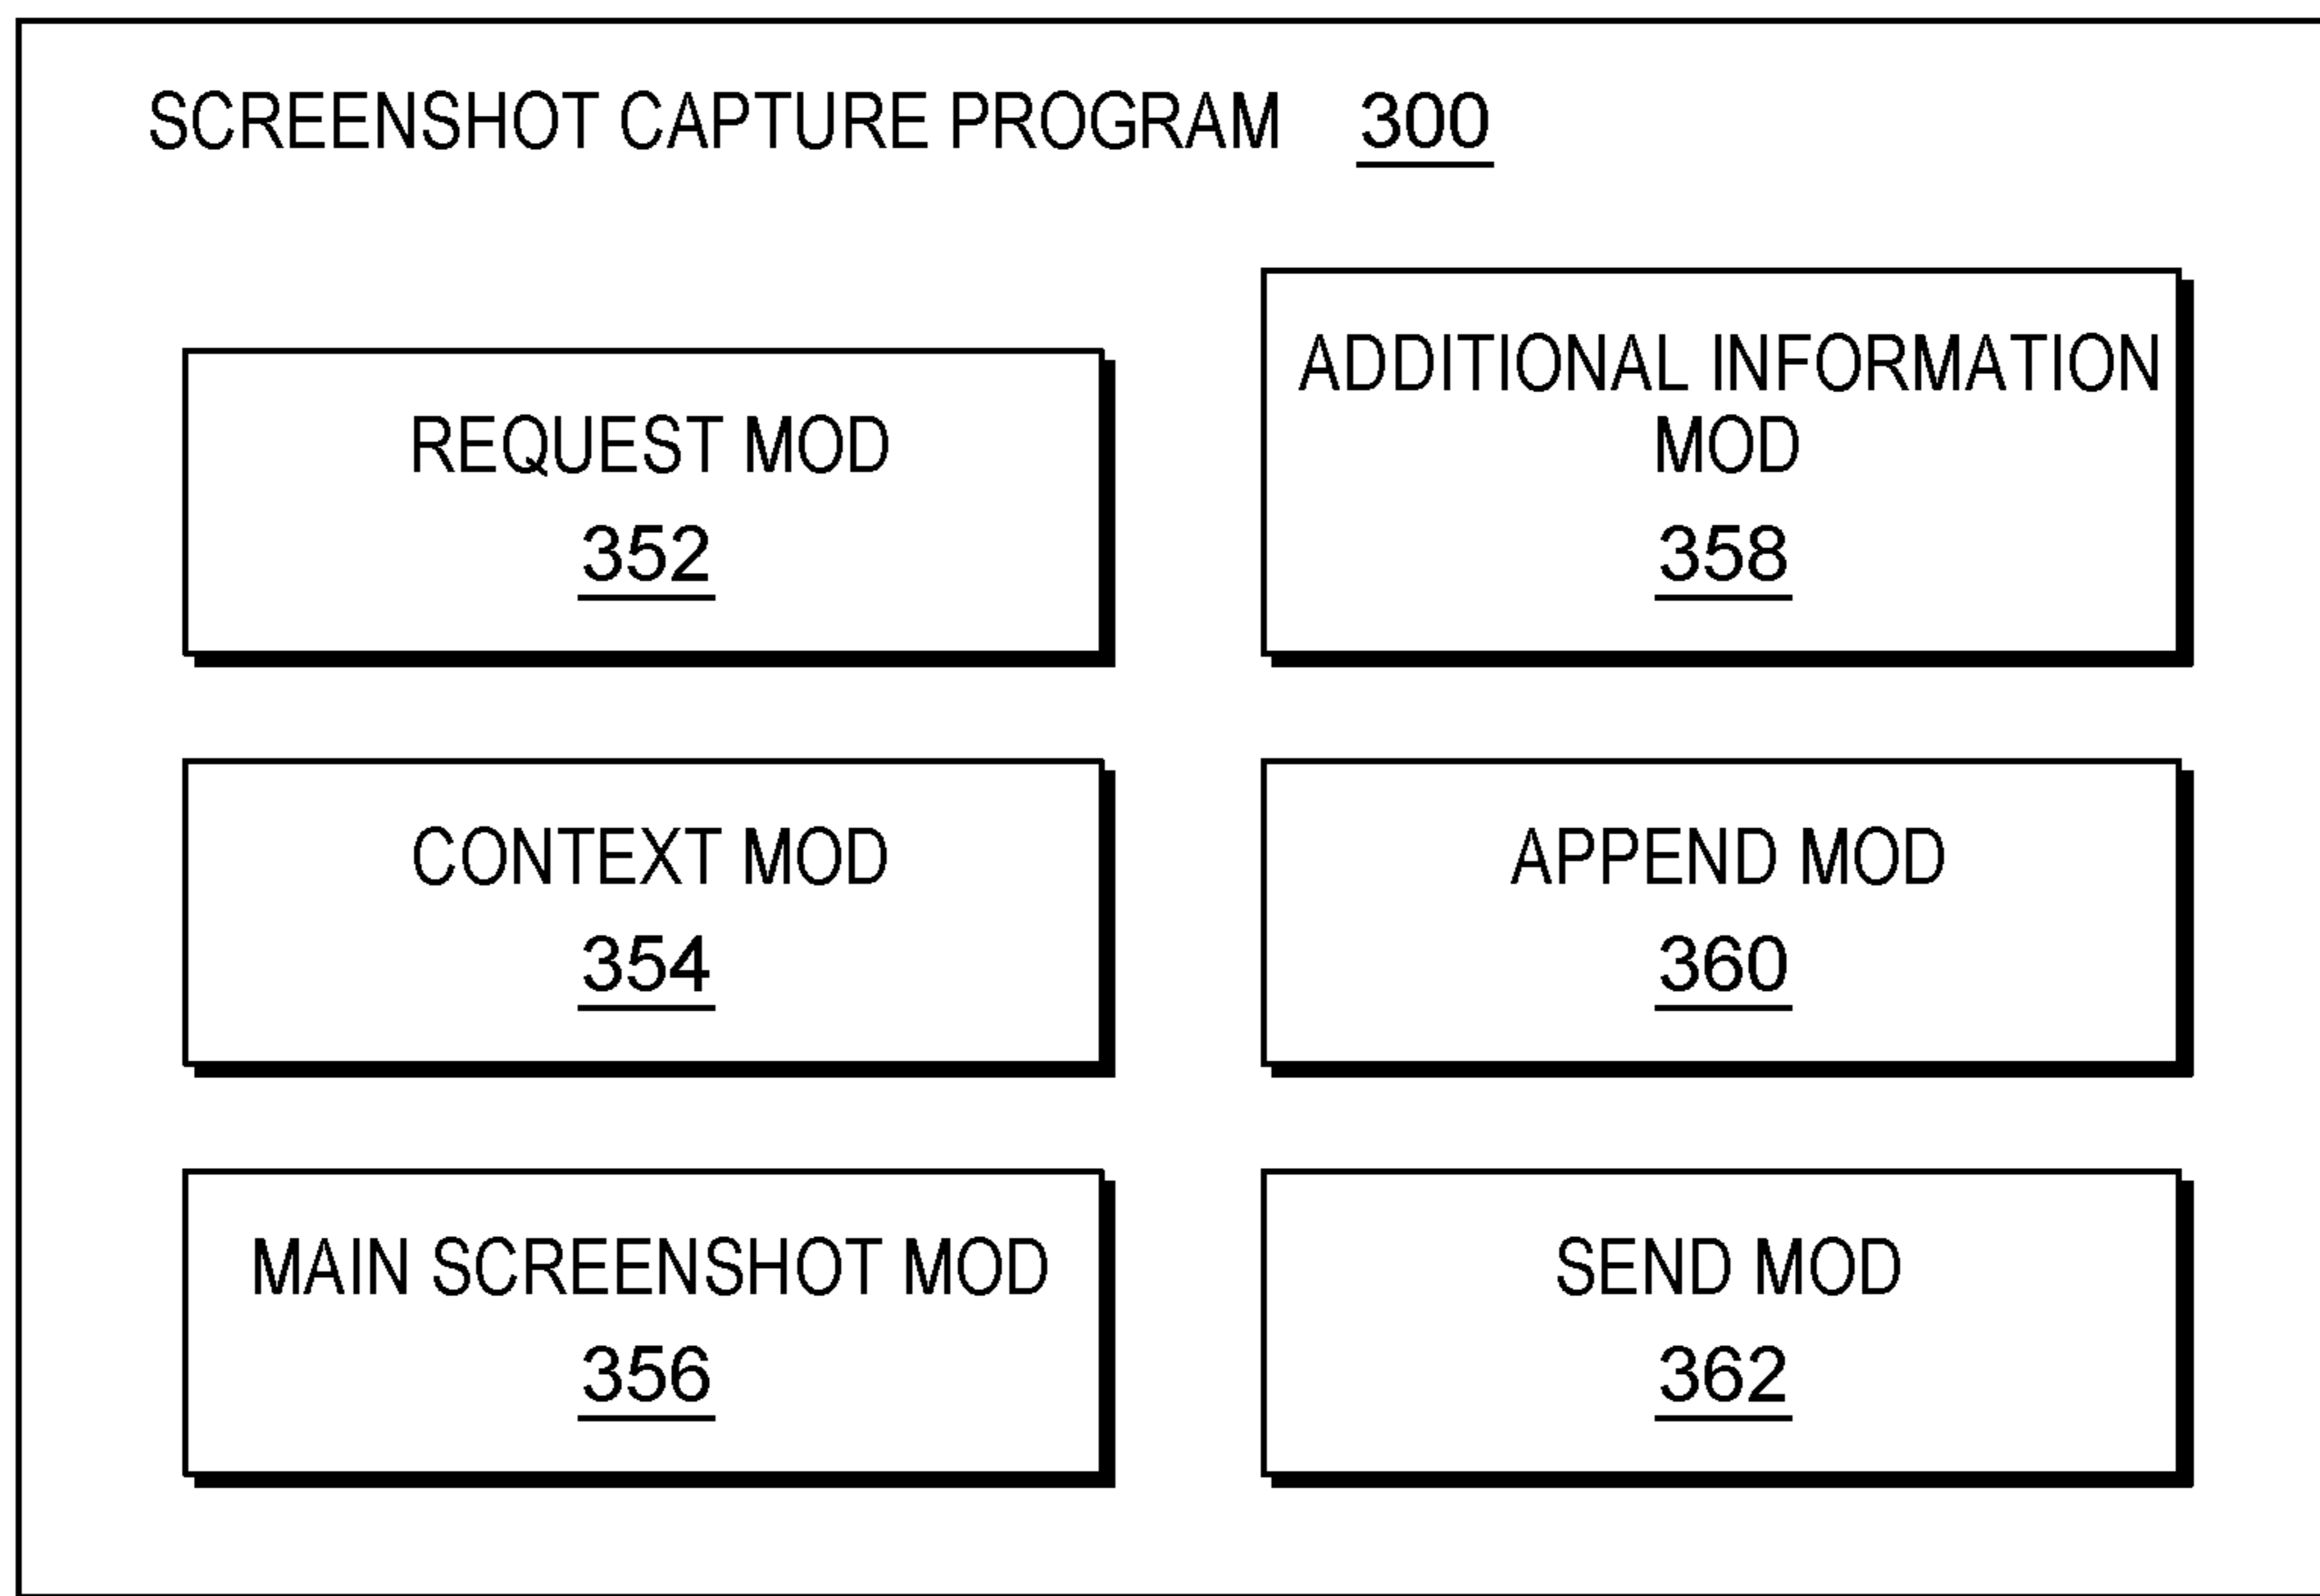 SCREENSHOT CAPTURE PROGRAM 300
REQUEST MOD
352
CONTEXT MOD
354
MAIN SCREENSHOT MOD
356
ADDITIONAL INFORMATION
MOD
358
APPEND MOD
360
SEND MOD
362